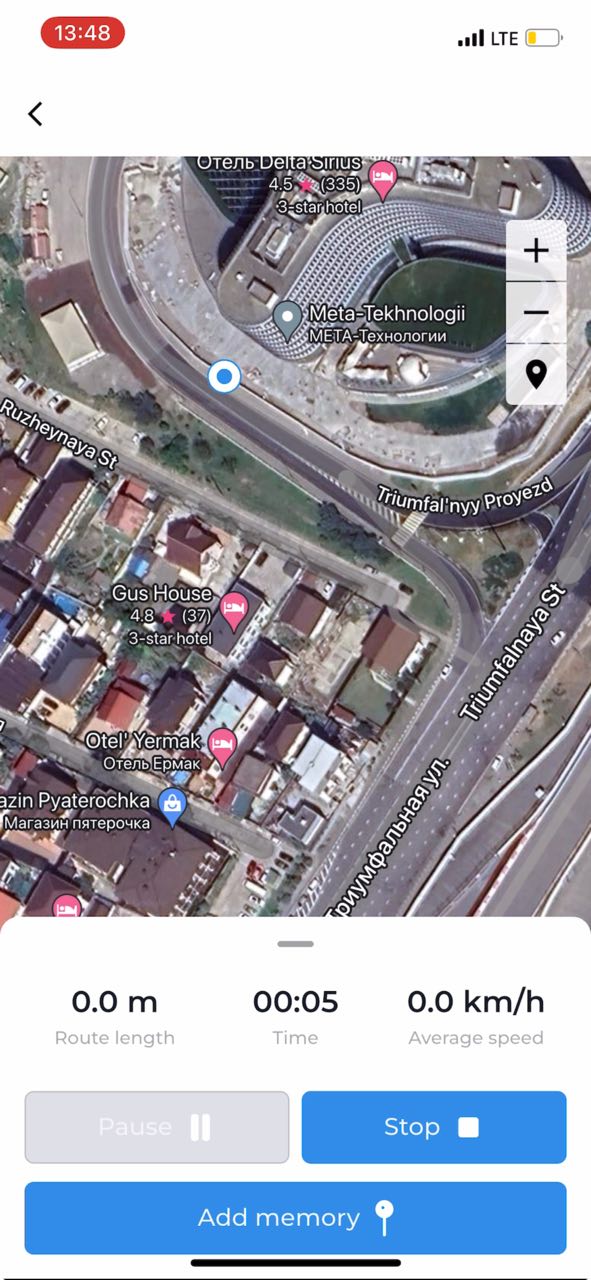 13:48
LTE
Отель Delta Sirius
4.5 ★ (335)
3-star hotel
+
−
Meta-Tekhnologii
МЕТА-Технологии
Ruzheynaya St
Triumfal'nyy Proyezd
Gus House
4.8 ★ (37)
3-star hotel
Triumfalnaya St
Otel' Yermak
Отель Ермак
azin Pyaterochka
Магазин пятерочка
Триумфальная ул.
0.0 m
00:05
0.0 km/h
Route length
Time
Average speed
Pause
Stop
Add memory